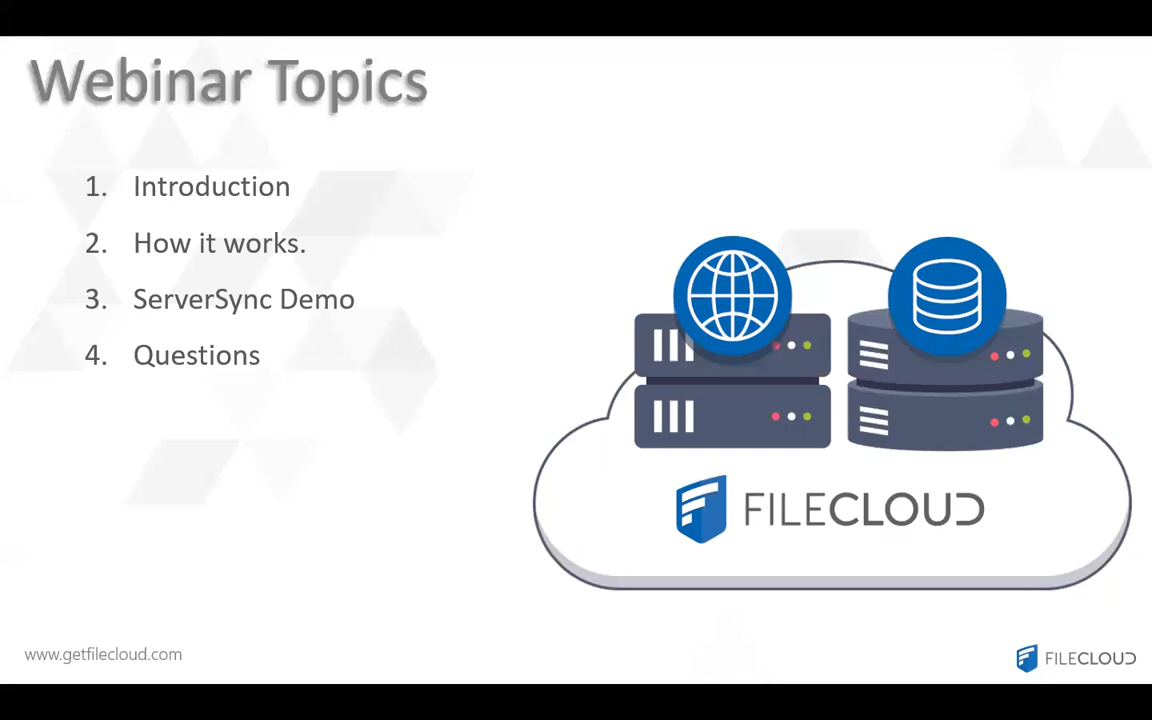 Webinar Topics
1. Introduction
2. How it works.
3. ServerSync Demo
4. Questions
FILECLOUD
www.getfilecloud.com
FILECLOUD